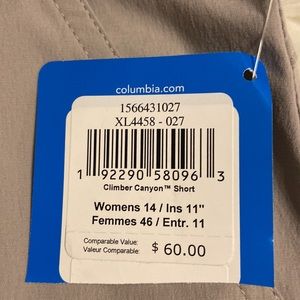 columbia.com
1566431027
XL4458 - 027
1 92290 58096 3
Climber Canyon™ Short
Womens 14 / Ins 11"
Femmes 46 / Entr. 11
Comparable Value:
Valeur Comparable:
$ 60.00